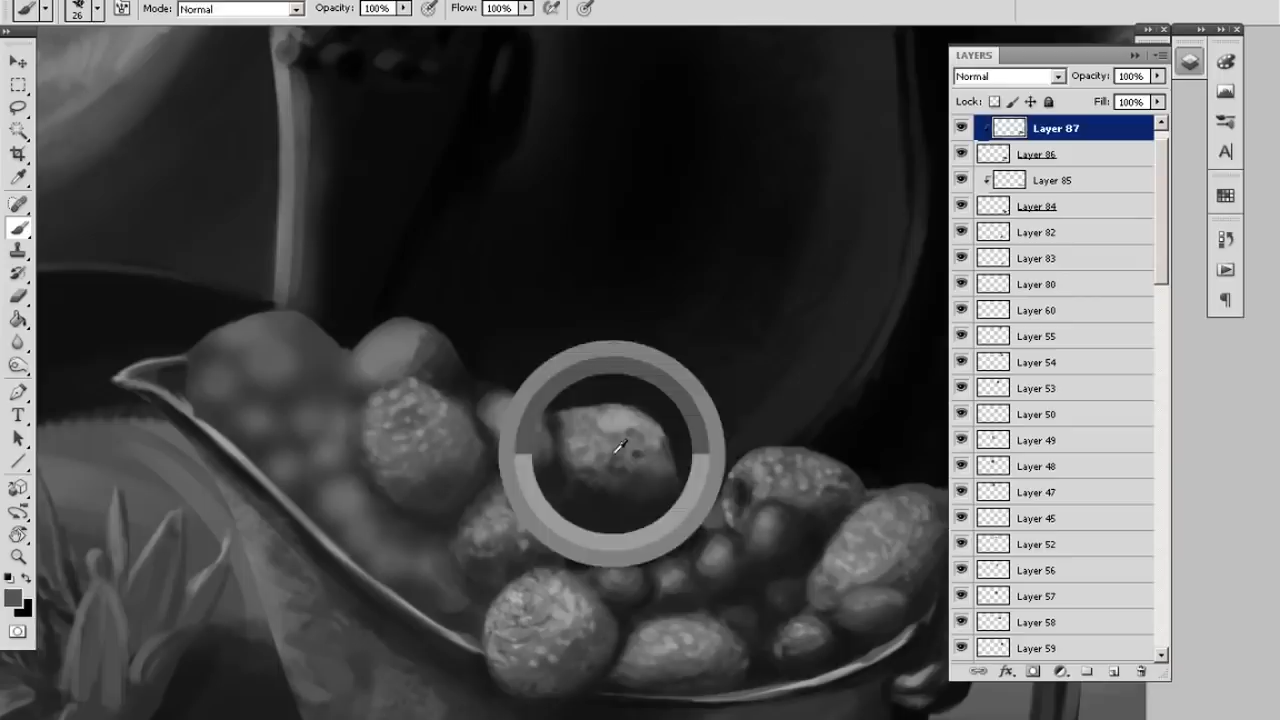 26
Mode: Normal
Opacity: 100%
Flow: 100%
LAYERS
Normal
Opacity: 100%
Lock:
Fill: 100%
Layer 87
Layer 86
Layer 85
Layer 84
Layer 82
Layer 83
Layer 80
Layer 60
Layer 55
Layer 54
Layer 53
Layer 50
Layer 49
Layer 48
Layer 47
Layer 45
Layer 52
Layer 56
Layer 57
Layer 58
Layer 59